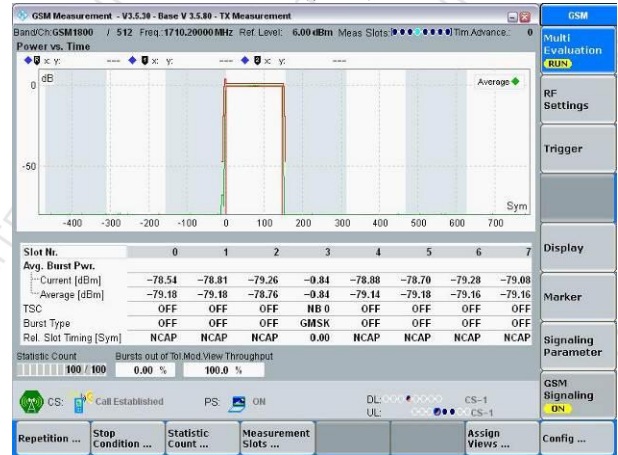 GSM Measurement - V3.5.30 - Base V 3.5.80 - TX Measurement
GSM
Band/Ch:GSM1800 / 512 Freq.:1710.20000 MHz Ref. Level: 6.00 dBm Meas Slots: Tim.Advance.: 0
Power vs. Time
x: y: --- x: y: --- x: y: ---
dB
Average
0
-50
Sym
-400 -300 -200 -100 0 100 200 300 400 500 600 700
Slot Nr. 0 1 2 3 4 5 6 7
Avg. Burst Pwr.
Current [dBm] -78.54 -78.81 -79.26 -0.84 -78.88 -78.70 -79.28 -79.08
Average [dBm] -79.18 -79.18 -78.76 -0.84 -79.14 -79.18 -79.16 -79.16
TSC OFF OFF OFF NB 0 OFF OFF OFF OFF
Burst Type OFF OFF OFF GMSK OFF OFF OFF OFF
Rel. Slot Timing [Sym] NCAP NCAP NCAP 0.00 NCAP NCAP NCAP NCAP
Statistic Count Bursts out of Tol. Mod.View Throughput
100 / 100 0.00 % 100.0 %
CS: Call Established PS: ON DL: CS-1
UL: CS-1
Multi
Evaluation
RUN
RF
Settings
Trigger
Display
Marker
Signaling
Parameter
GSM
Signaling
ON
Repetition ... Stop Condition ... Statistic Count ... Measurement Slots ... Assign Views ... Config ...